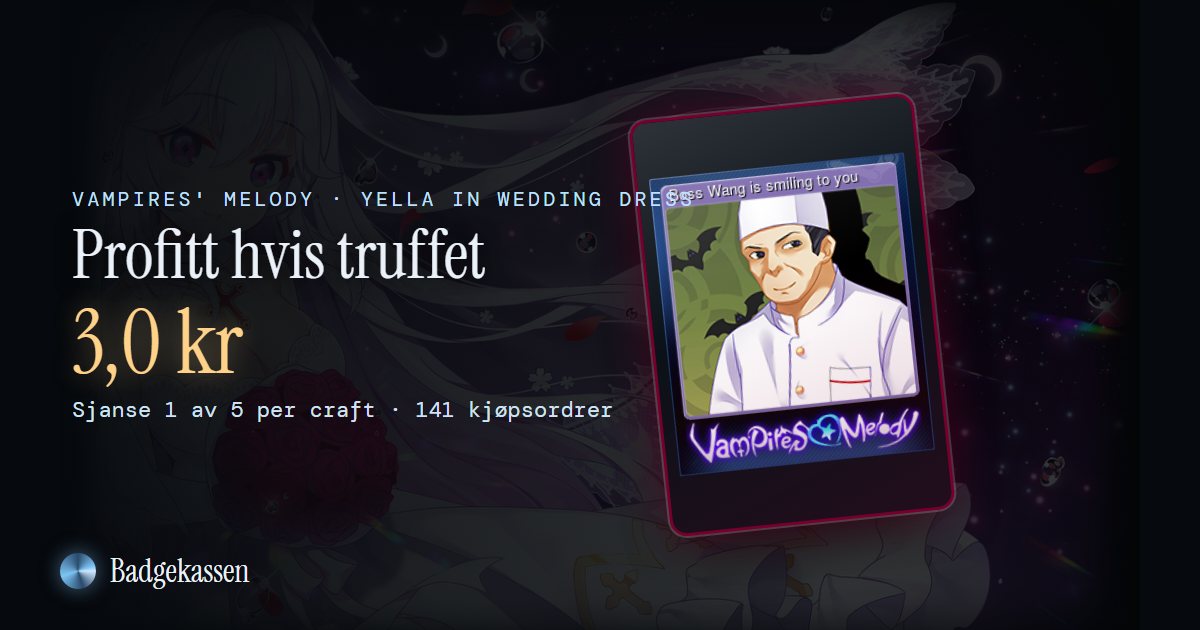 VAMPIRES' MELODY · YELLA IN WEDDING DRESS
Profitt hvis truffet
3,0 kr
Sjanse 1 av 5 per craft · 141 kjøpsordrer
Badgekassen
Boss Wang is smiling to you
Vampires Melody